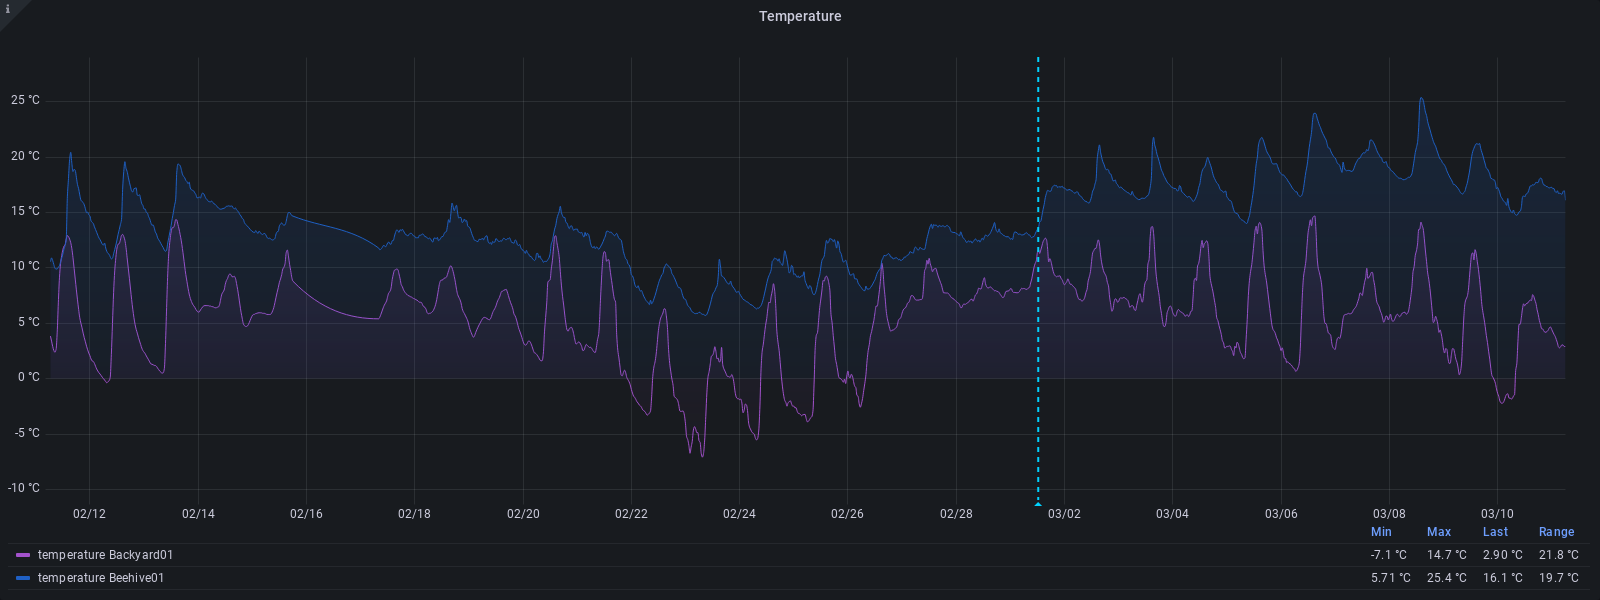 i
Temperature
25 °C
20 °C
15 °C
10 °C
5 °C
0 °C
-5 °C
-10 °C
02/12 02/14 02/16 02/18 02/20 02/22 02/24 02/26 02/28 03/02 03/04 03/06 03/08 03/10
Min Max Last Range
temperature Backyard01 -7.1 °C 14.7 °C 2.90 °C 21.8 °C
temperature Beehive01 5.71 °C 25.4 °C 16.1 °C 19.7 °C